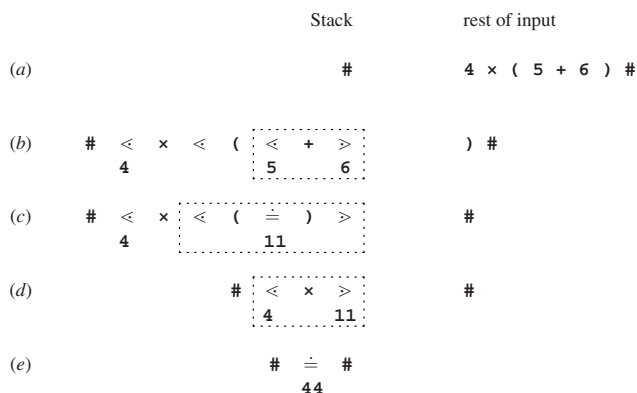 Stack rest of input
(a) # 4 × ( 5 + 6 ) #
(b) # ⋖ × ⋖ ( ⋖ + ⋗ ) #
4 5 6
(c) # ⋖ × ⋖ ( ≐ ) ⋗ #
4 11
(d) # ⋖ × ⋗ #
4 11
(e) # ≐ #
44